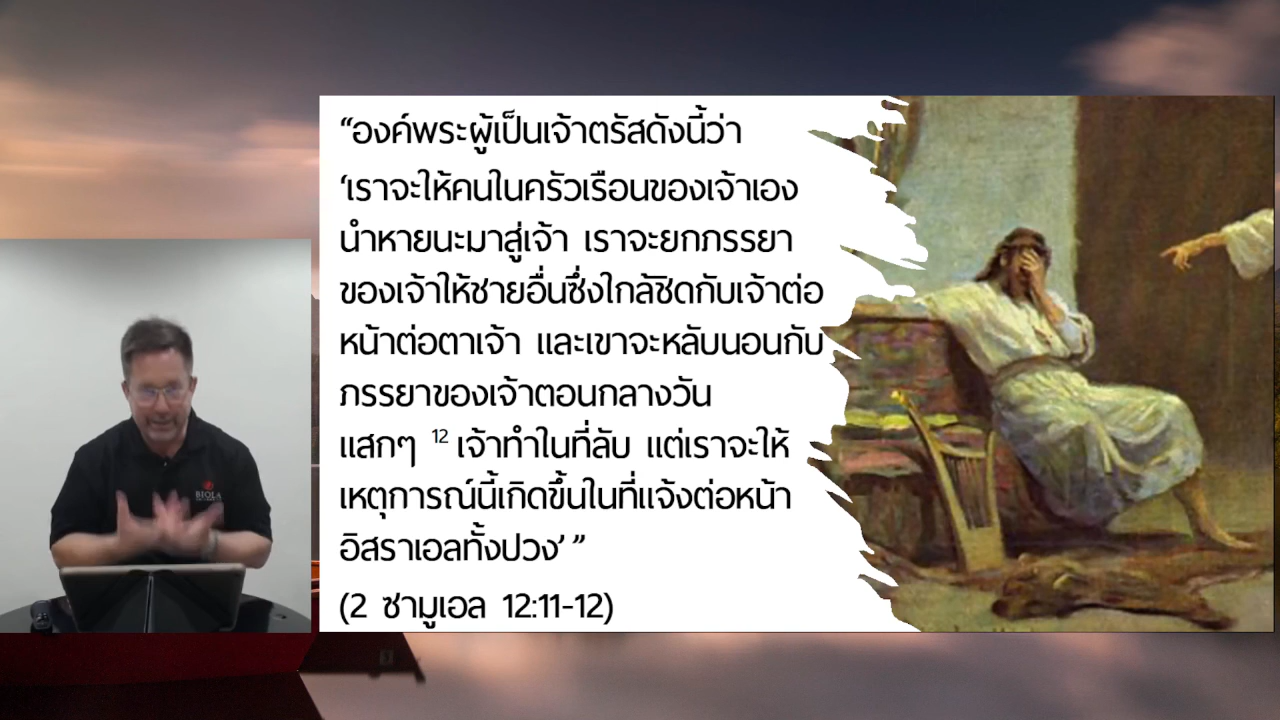 “องค์พระผู้เป็นเจ้าตรัสดังนี้ว่า
‘เราจะให้คนในครัวเรือนของเจ้าเอง
นำหายนะมาสู่เจ้า เราจะยกภรรยา
ของเจ้าให้ชายอื่นซึ่งใกล้ชิดกับเจ้าต่อ
หน้าต่อตาเจ้า และเขาจะหลับนอนกับ
ภรรยาของเจ้าตอนกลางวัน
แสกๆ 12 เจ้าทำในที่ลับ แต่เราจะให้
เหตุการณ์นี้เกิดขึ้นในที่แจ้งต่อหน้า
อิสราเอลทั้งปวง’ ”
(2 ซามูเอล 12:11-12)
BIOLA